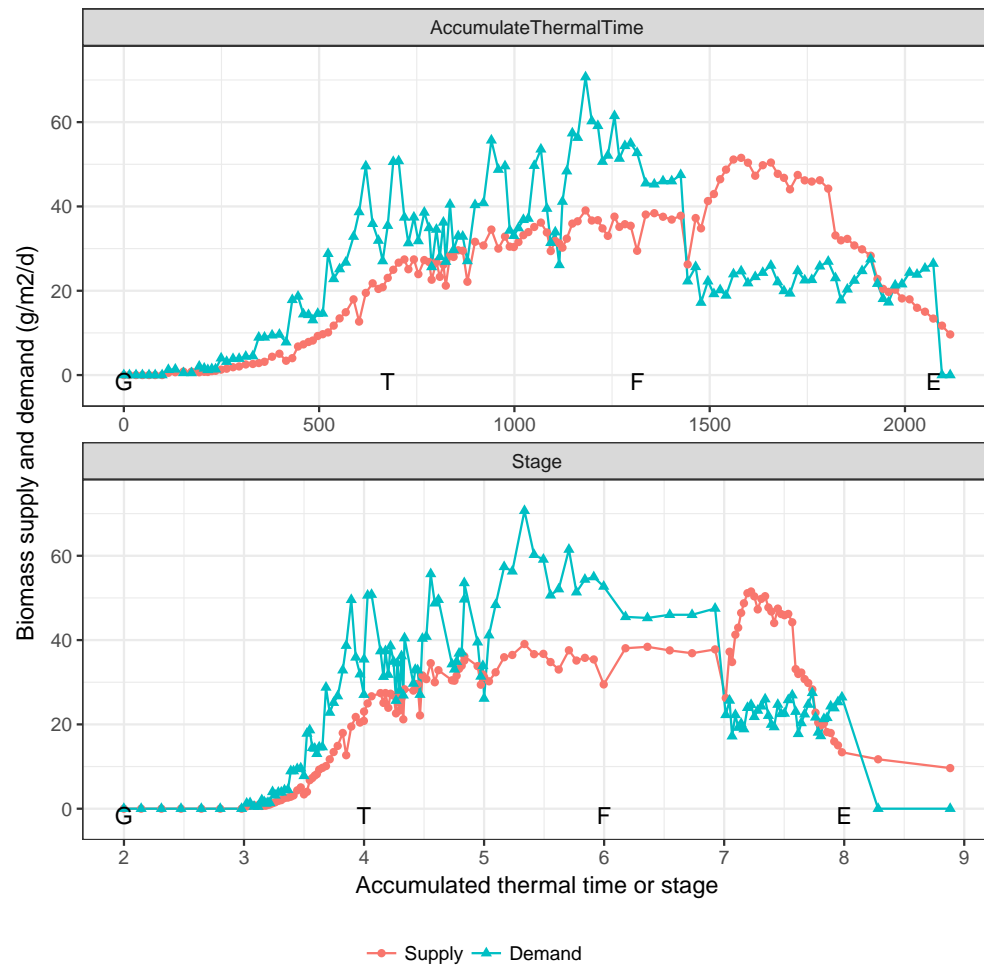 AccumulateThermalTime
60
40
20
0
G T F E
0 500 1000 1500 2000
Stage
60
40
20
0
G T F E
2 3 4 5 6 7 8 9
Biomass supply and demand (g/m2/d)
Accumulated thermal time or stage
Supply Demand